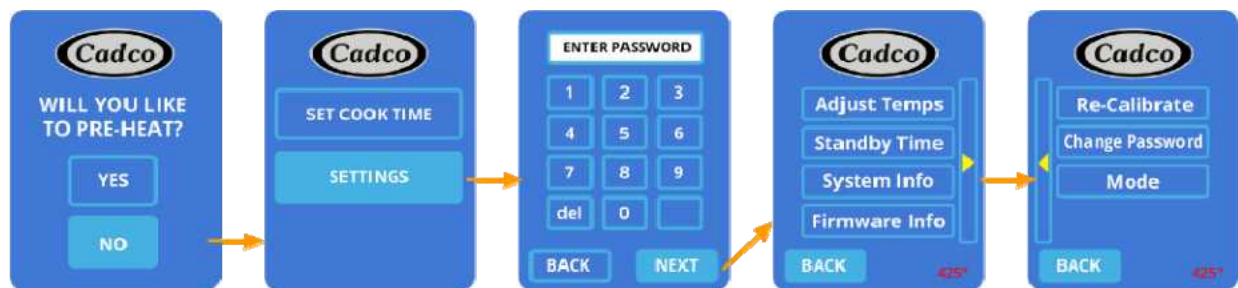 Cadco
WILL YOU LIKE
TO PRE-HEAT?
YES
NO
Cadco
SET COOK TIME
SETTINGS
ENTER PASSWORD
1 2 3
4 5 6
7 8 9
del 0
BACK NEXT
Cadco
Adjust Temps
Standby Time
System Info
Firmware Info
BACK 425°
Cadco
Re-Calibrate
Change Password
Mode
BACK 425°